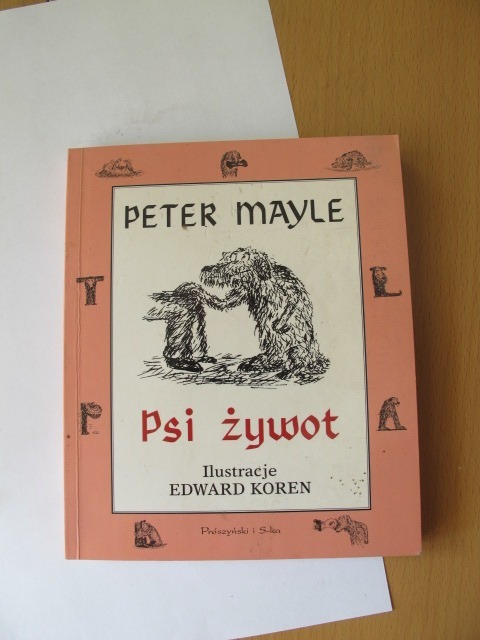 PETER MAYLE
T
L
P
A
Psi żywot
Ilustracje
EDWARD KOREN
Prószyński i S-ka